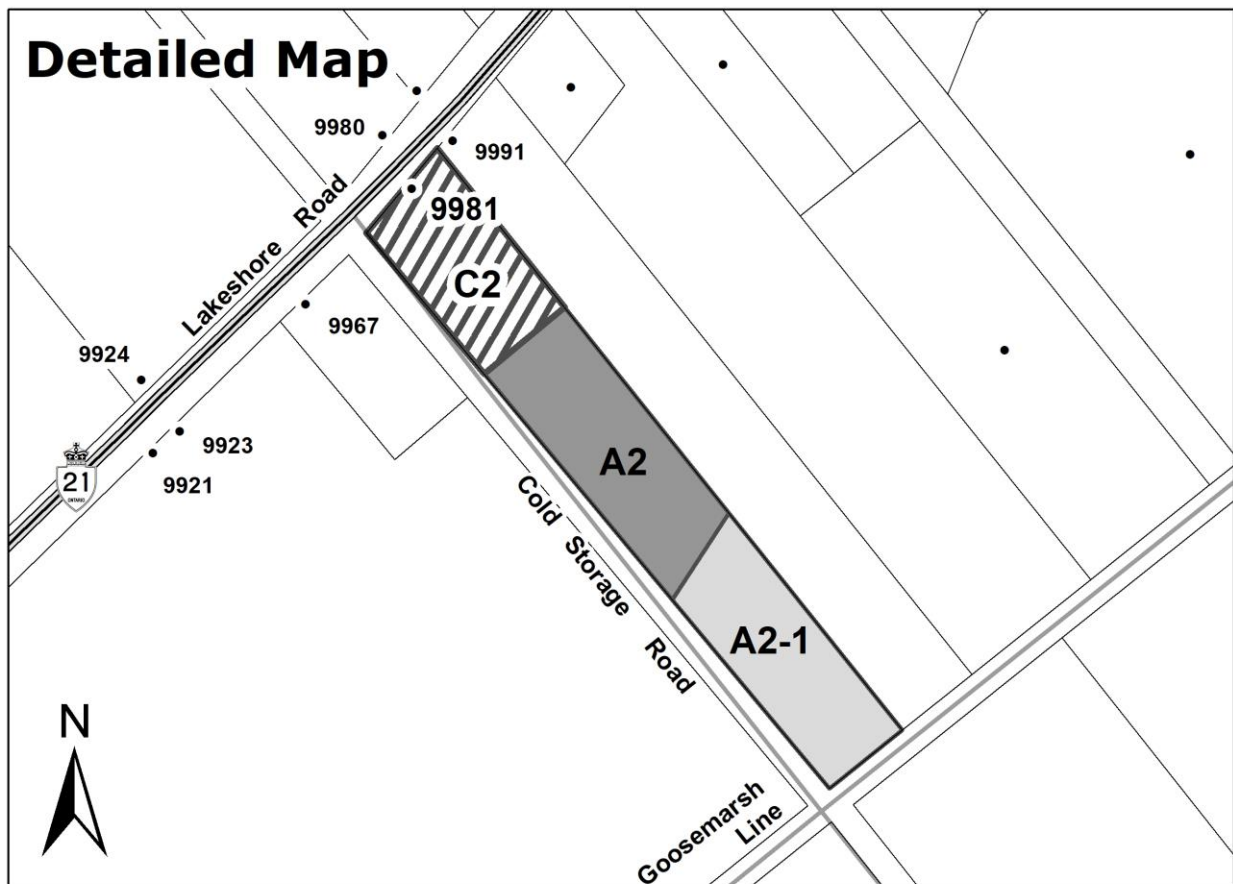 Detailed Map
9980
9991
Lakeshore Road
9981
C2
9967
9924
9923
9921
21
ONTARIO
A2
Cold Storage Road
A2-1
N
Goosemarsh
Line